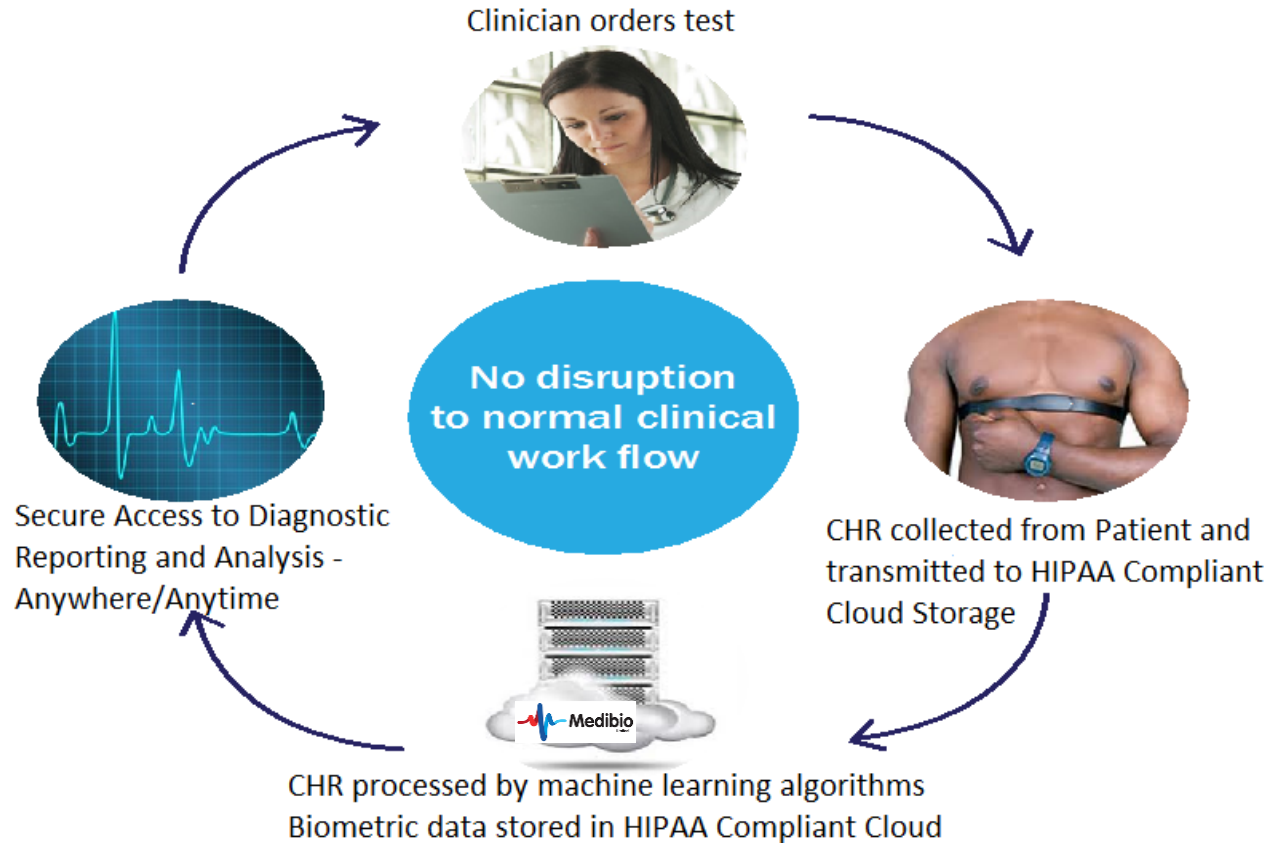 Clinician orders test
No disruption
to normal clinical
work flow
Secure Access to Diagnostic
Reporting and Analysis -
Anywhere/Anytime
CHR collected from Patient and
transmitted to HIPAA Compliant
Cloud Storage
Medibio
CHR processed by machine learning algorithms
Biometric data stored in HIPAA Compliant Cloud